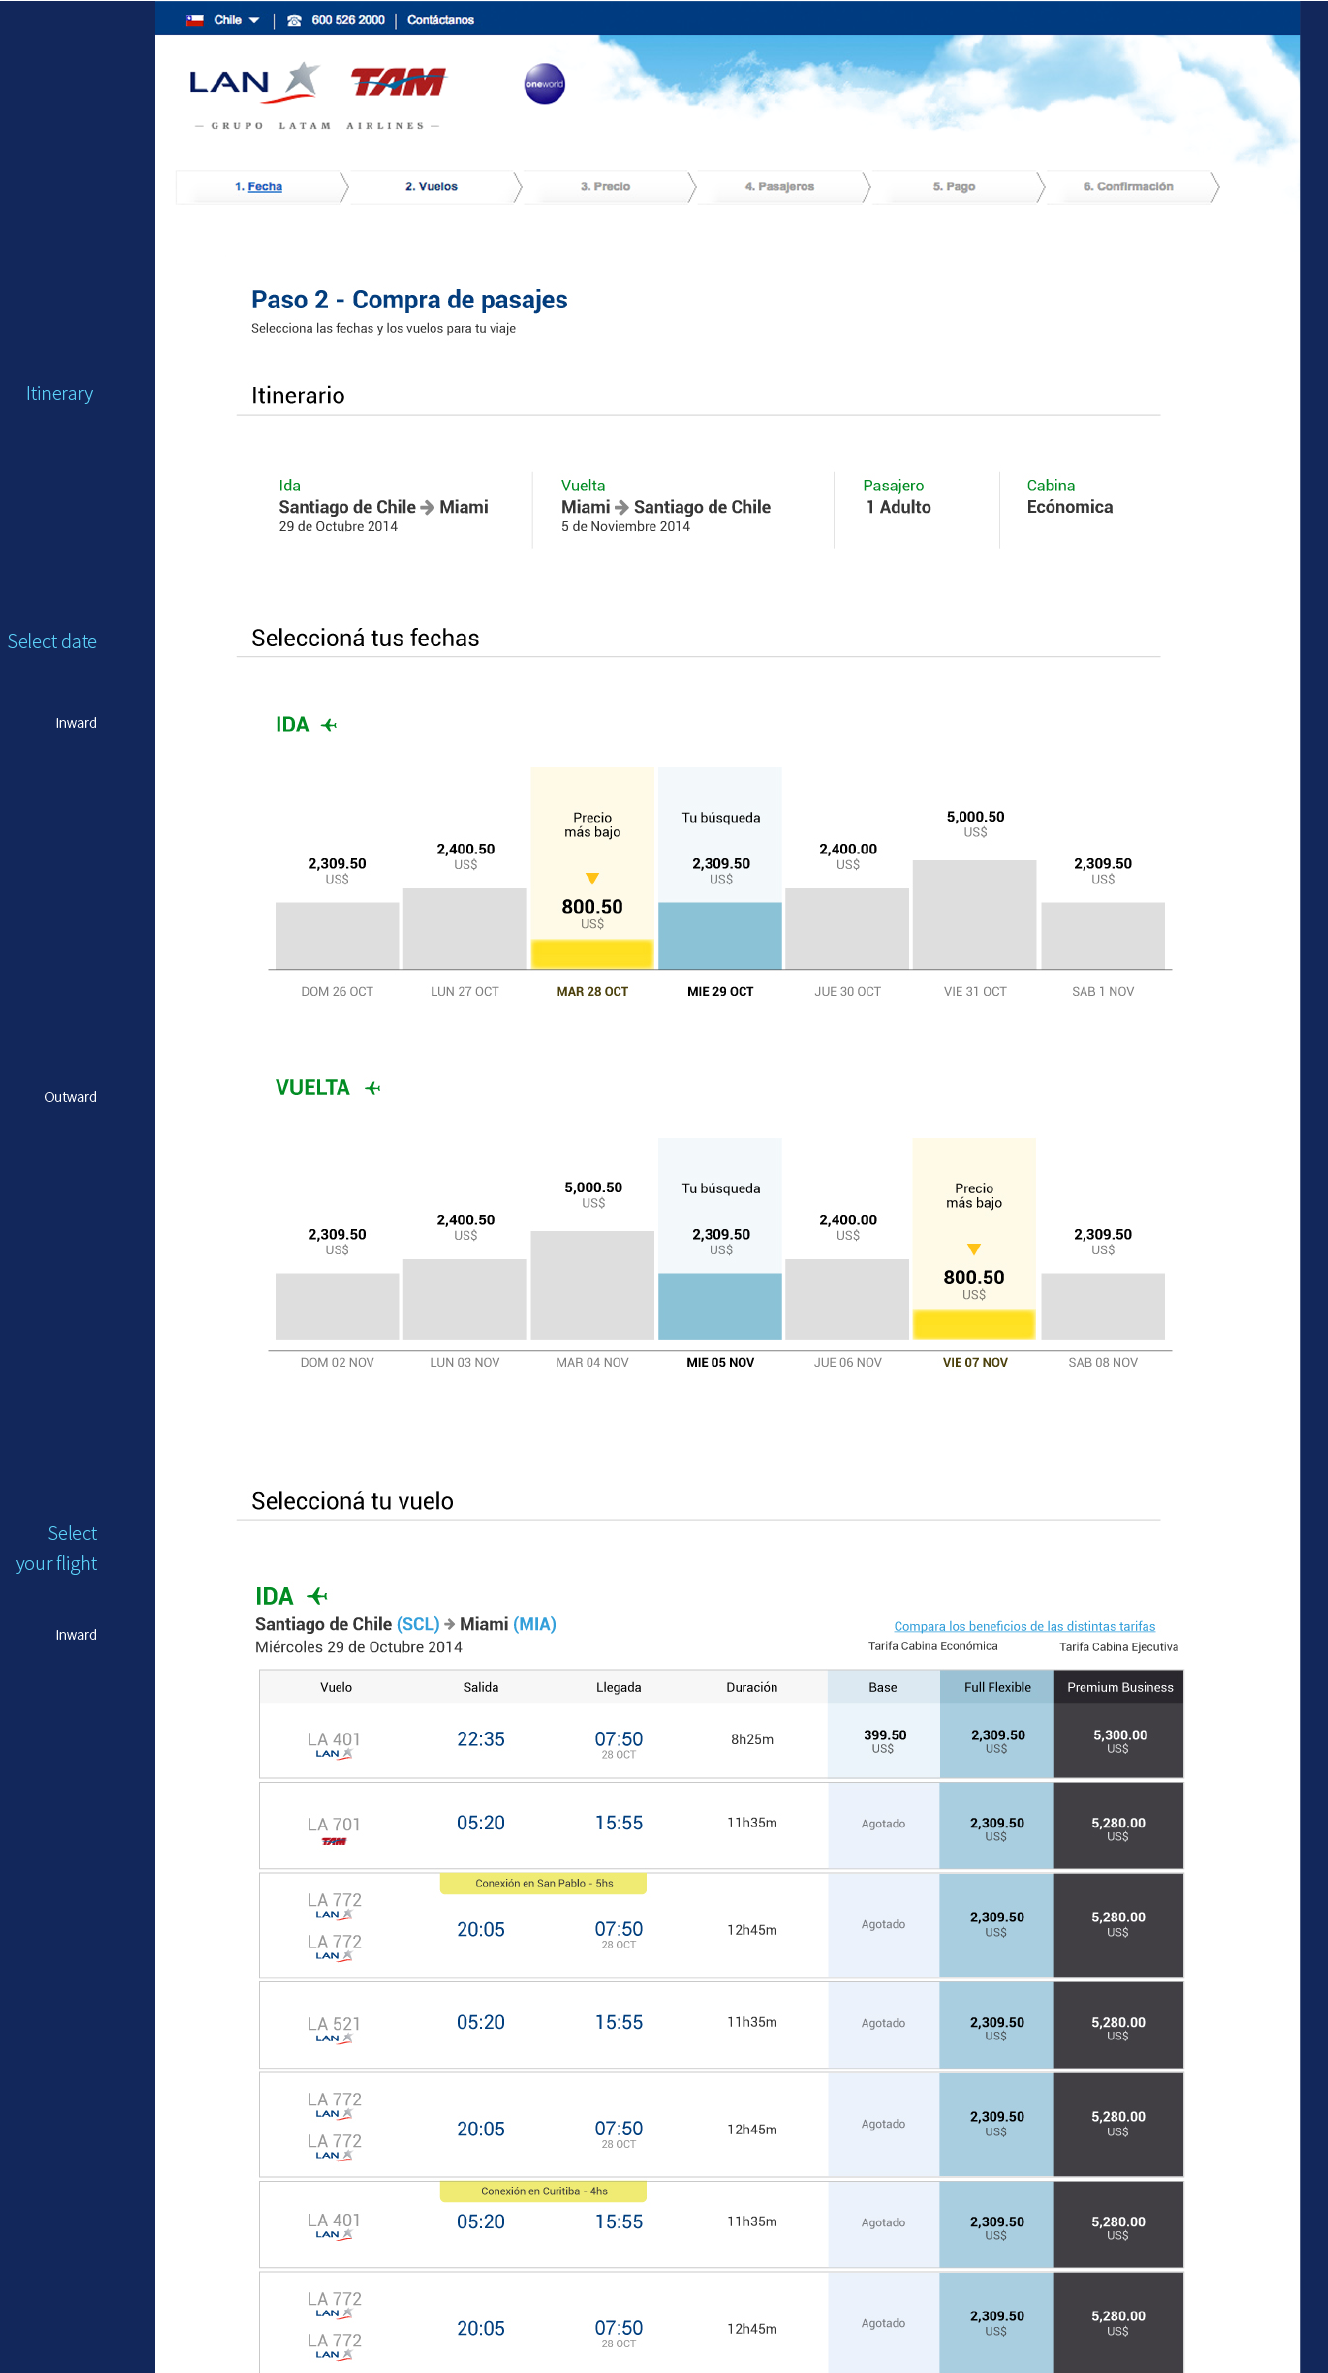 Chile | 600 526 2000 | Contáctanos
LAN TAM oneworld
— GRUPO LATAM AIRLINES —
1. Fecha 2. Vuelos 3. Precio 4. Pasajeros 5. Pago 6. Confirmación
Paso 2 - Compra de pasajes
Selecciona las fechas y los vuelos para tu viaje
Itinerary
Itinerario
Ida Vuelta Pasajero Cabina
Santiago de Chile → Miami Miami → Santiago de Chile 1 Adulto Ecónomica
29 de Octubre 2014 5 de Noviembre 2014
Select date
Seleccioná tus fechas
Inward
IDA
Precio más bajo Tu búsqueda
2,309.50 US$ 2,400.50 US$ 800.50 US$ 2,309.50 US$ 2,400.00 US$ 5,000.50 US$ 2,309.50 US$
DOM 26 OCT LUN 27 OCT MAR 28 OCT MIE 29 OCT JUE 30 OCT VIE 31 OCT SAB 1 NOV
Outward
VUELTA
Tu búsqueda Precio más bajo
2,309.50 US$ 2,400.50 US$ 5,000.50 US$ 2,309.50 US$ 2,400.00 US$ 800.50 US$ 2,309.50 US$
DOM 02 NOV LUN 03 NOV MAR 04 NOV MIE 05 NOV JUE 06 NOV VIE 07 NOV SAB 08 NOV
Select
your flight
Seleccioná tu vuelo
Inward
IDA
Santiago de Chile (SCL) → Miami (MIA)
Miércoles 29 de Octubre 2014
Compara los beneficios de las distintas tarifas
Tarifa Cabina Económica Tarifa Cabina Ejecutiva
Vuelo Salida Llegada Duración Base Full Flexible Premium Business
LA 401 22:35 07:50 8h25m 399.50 2,309.50 5,300.00
LAN 28 OCT US$ US$ US$
LA 701 05:20 15:55 11h35m Agotado 2,309.50 5,280.00
TAM US$ US$
Conexión en San Pablo - 5hs
LA 772
LAN
20:05 07:50 12h45m Agotado 2,309.50 5,280.00
28 OCT US$ US$
LA 772
LAN
LA 521 05:20 15:55 11h35m Agotado 2,309.50 5,280.00
LAN US$ US$
LA 772
LAN
20:05 07:50 12h45m Agotado 2,309.50 5,280.00
28 OCT US$ US$
LA 772
LAN
Conexión en Curitiba - 4hs
LA 401 05:20 15:55 11h35m Agotado 2,309.50 5,280.00
LAN US$ US$
LA 772
LAN
20:05 07:50 12h45m Agotado 2,309.50 5,280.00
28 OCT US$ US$
LA 772
LAN